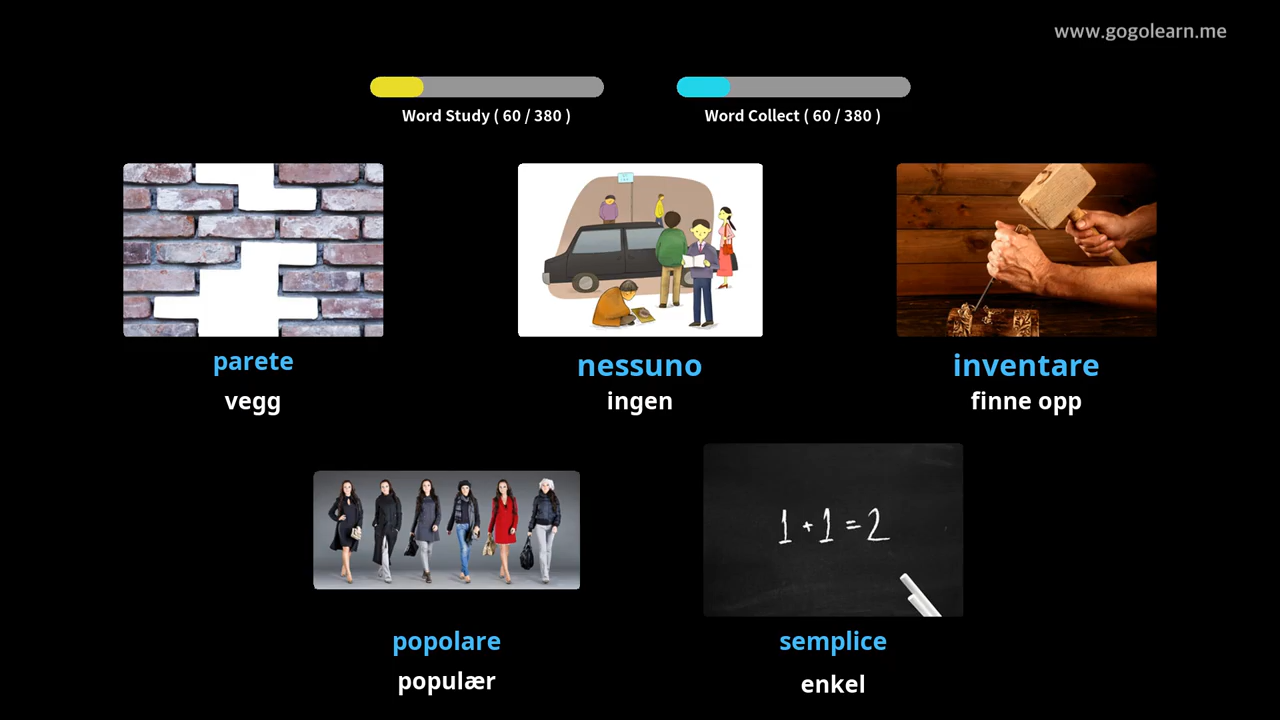 www.gogolearn.me
Word Study ( 60 / 380 )
Word Collect ( 60 / 380 )
parete
vegg
nessuno
ingen
inventare
finne opp
1 + 1 = 2
popolare
populær
semplice
enkel